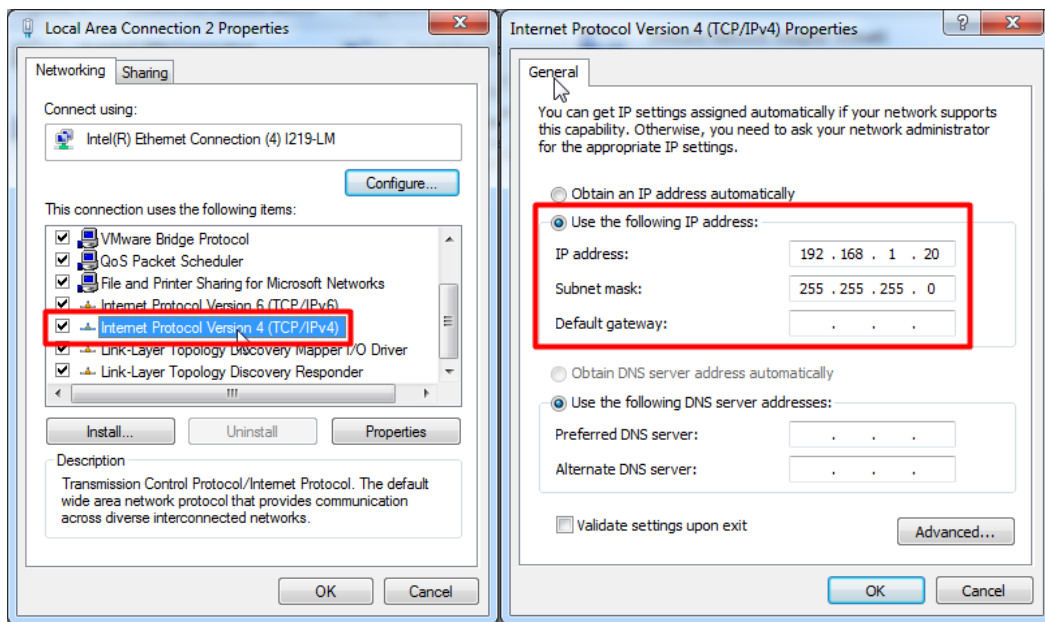 Local Area Connection 2 Properties
Networking
Sharing
Connect using:
Intel(R) Ethernet Connection (4) I219-LM
Configure...
This connection uses the following items:
VMware Bridge Protocol
QoS Packet Scheduler
File and Printer Sharing for Microsoft Networks
Internet Protocol Version 6 (TCP/IPv6)
Internet Protocol Version 4 (TCP/IPv4)
Link-Layer Topology Discovery Mapper I/O Driver
Link-Layer Topology Discovery Responder
Install...
Uninstall
Properties
Description
Transmission Control Protocol/Internet Protocol. The default
wide area network protocol that provides communication
across diverse interconnected networks.
OK
Cancel
Internet Protocol Version 4 (TCP/IPv4) Properties
General
You can get IP settings assigned automatically if your network supports
this capability. Otherwise, you need to ask your network administrator
for the appropriate IP settings.
Obtain an IP address automatically
Use the following IP address:
IP address: 192 . 168 . 1 . 20
Subnet mask: 255 . 255 . 255 . 0
Default gateway: . . .
Obtain DNS server address automatically
Use the following DNS server addresses:
Preferred DNS server: . . .
Alternate DNS server: . . .
Validate settings upon exit
Advanced...
OK
Cancel